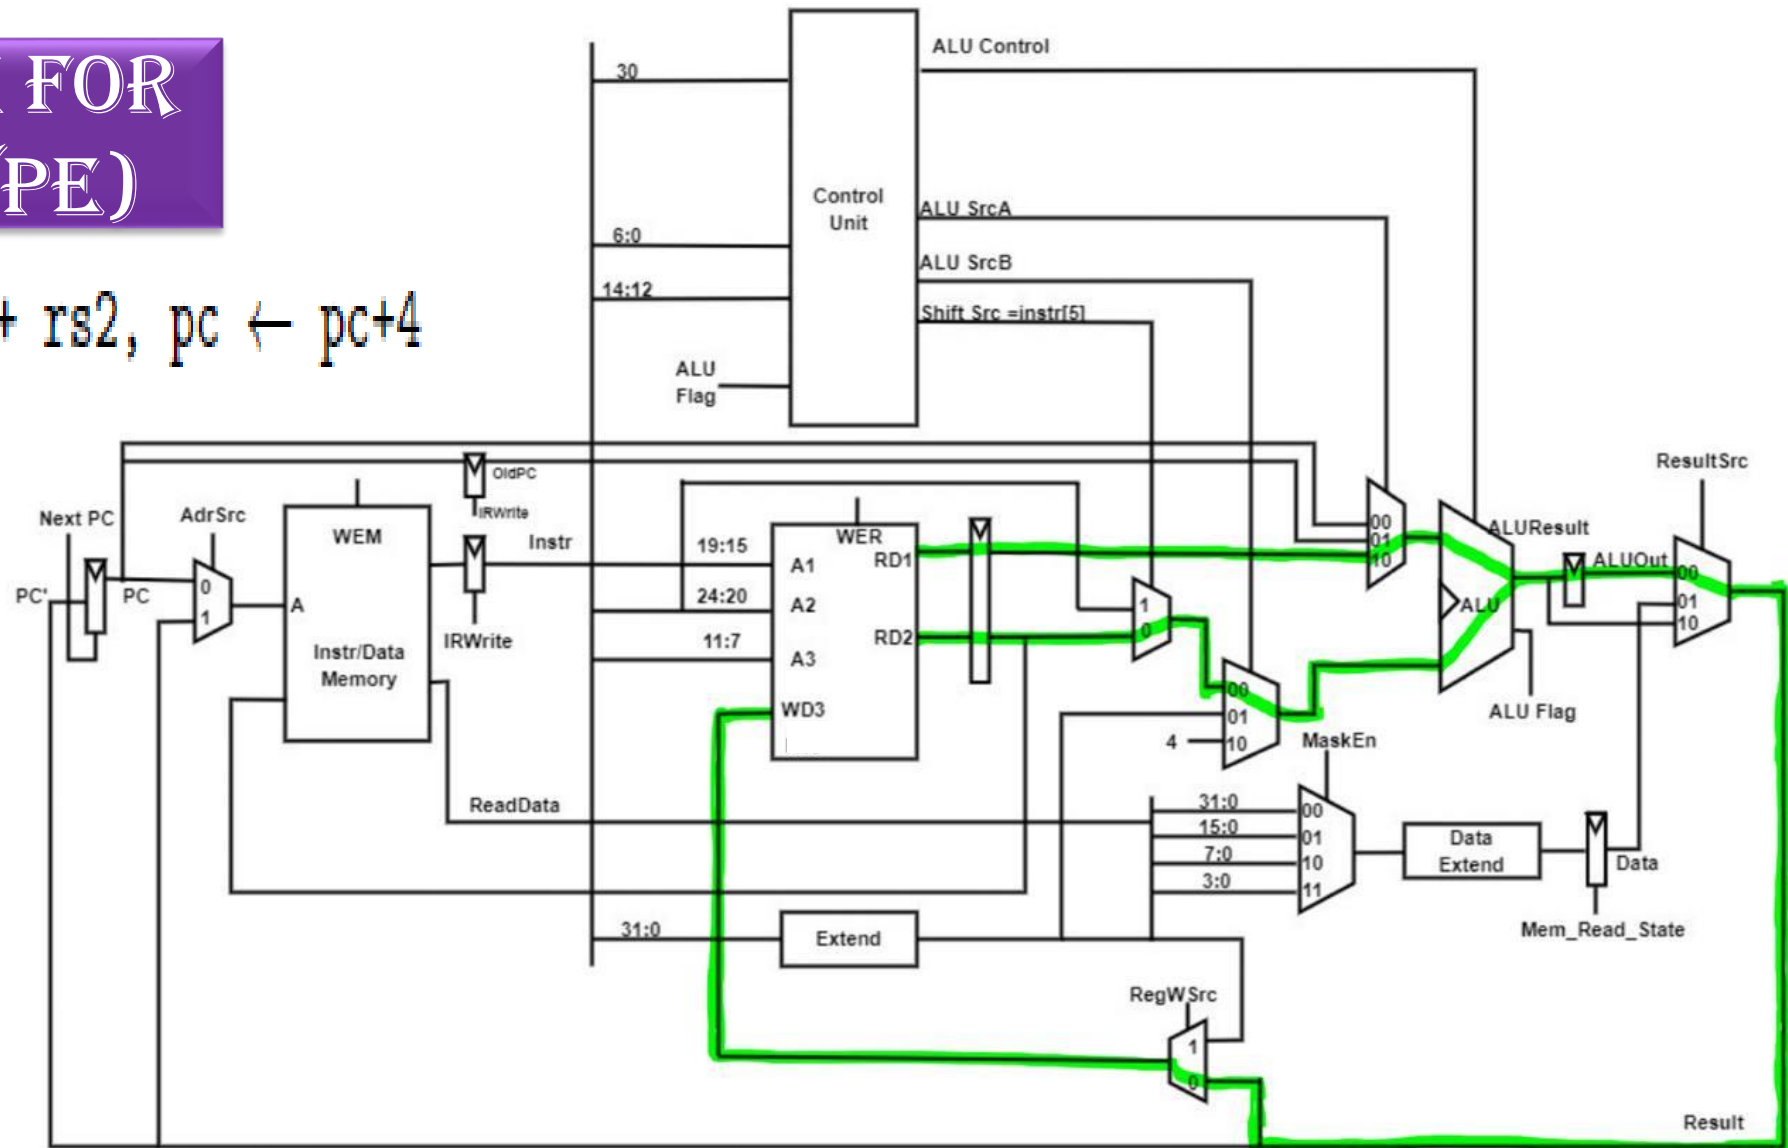 FOR
PE)
+ rs2, pc ← pc+4
30
6:0
14:12
ALU
Flag
Control
Unit
ALU Control
ALU SrcA
ALU SrcB
Shift Src =instr[5]
Next PC
PC'
PC
AdrSrc
0
1
WEM
A
Instr/Data
Memory
OldPC
IRWrite
Instr
IRWrite
ReadData
19:15
24:20
11:7
WER
A1
A2
A3
WD3
RD1
RD2
1
0
00
01
10
4
00
01
10
ALUResult
ALU
ALU Flag
ALUOut
ResultSrc
00
01
10
MaskEn
31:0
15:0
7:0
3:0
00
01
10
11
Data
Extend
Data
Mem_Read_State
31:0
Extend
RegWSrc
1
0
Result